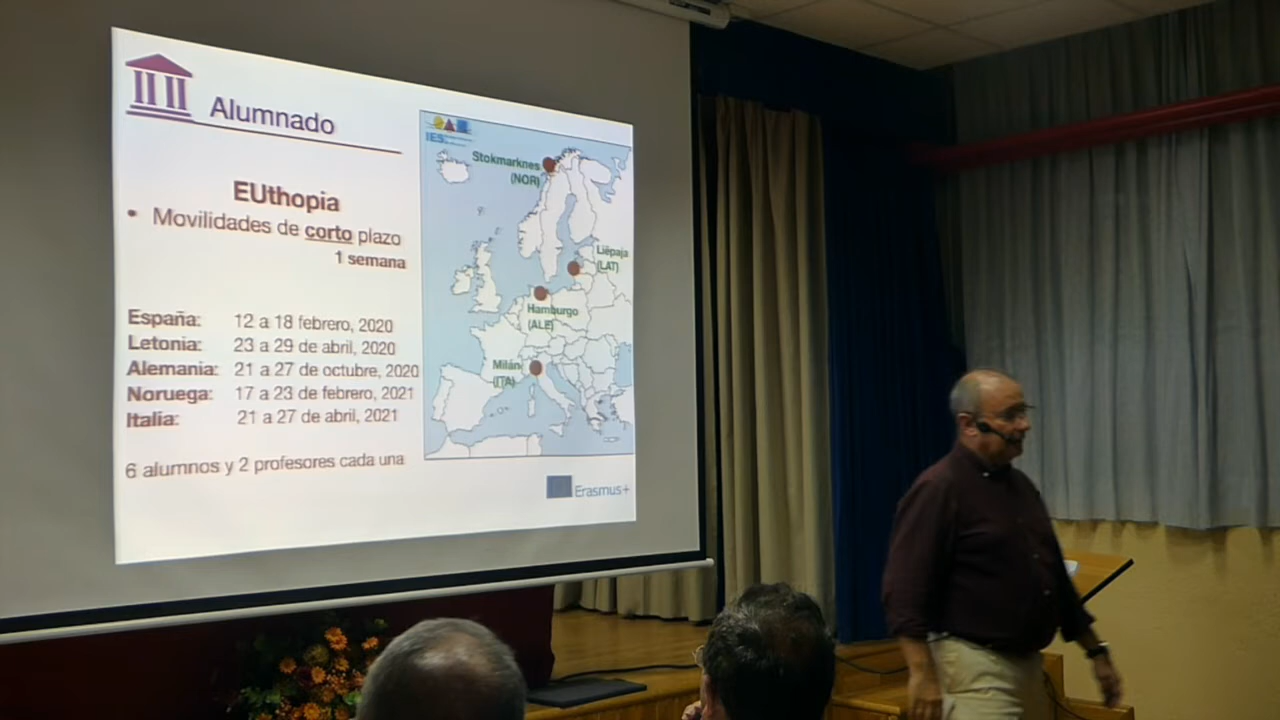 Alumnado
EUthopia
• Movilidades de corto plazo
1 semana
España: 12 a 18 febrero, 2020
Letonia: 23 a 29 de abril, 2020
Alemania: 21 a 27 de octubre, 2020
Noruega: 17 a 23 de febrero, 2021
Italia: 21 a 27 de abril, 2021
6 alumnos y 2 profesores cada una
IES
Stokmarknes
(NOR)
Liēpaja
(LAT)
Hamburgo
(ALE)
Milán
(ITA)
Erasmus+